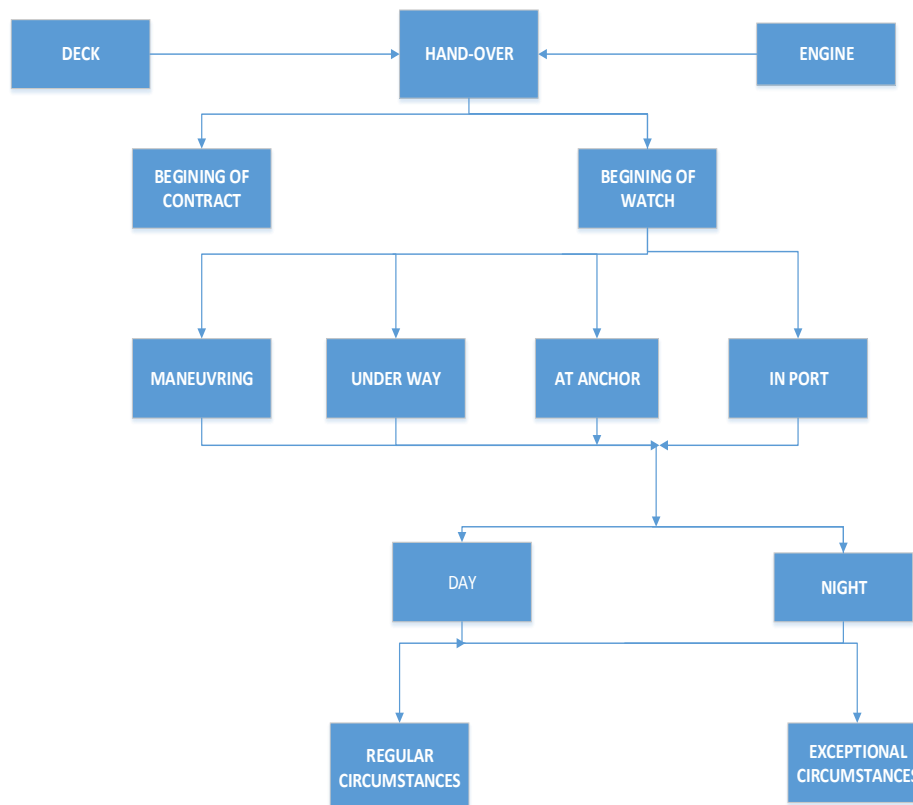 DECK
HAND-OVER
ENGINE
BEGINING OF
CONTRACT
BEGINING OF
WATCH
MANEUVRING
UNDER WAY
AT ANCHOR
IN PORT
DAY
NIGHT
REGULAR
CIRCUMSTANCES
EXCEPTIONAL
CIRCUMSTANCES